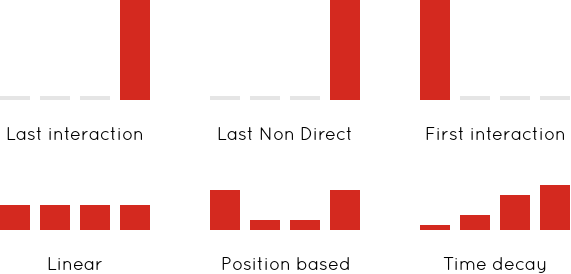 Last interaction
Last Non Direct
First interaction
Linear
Position based
Time decay